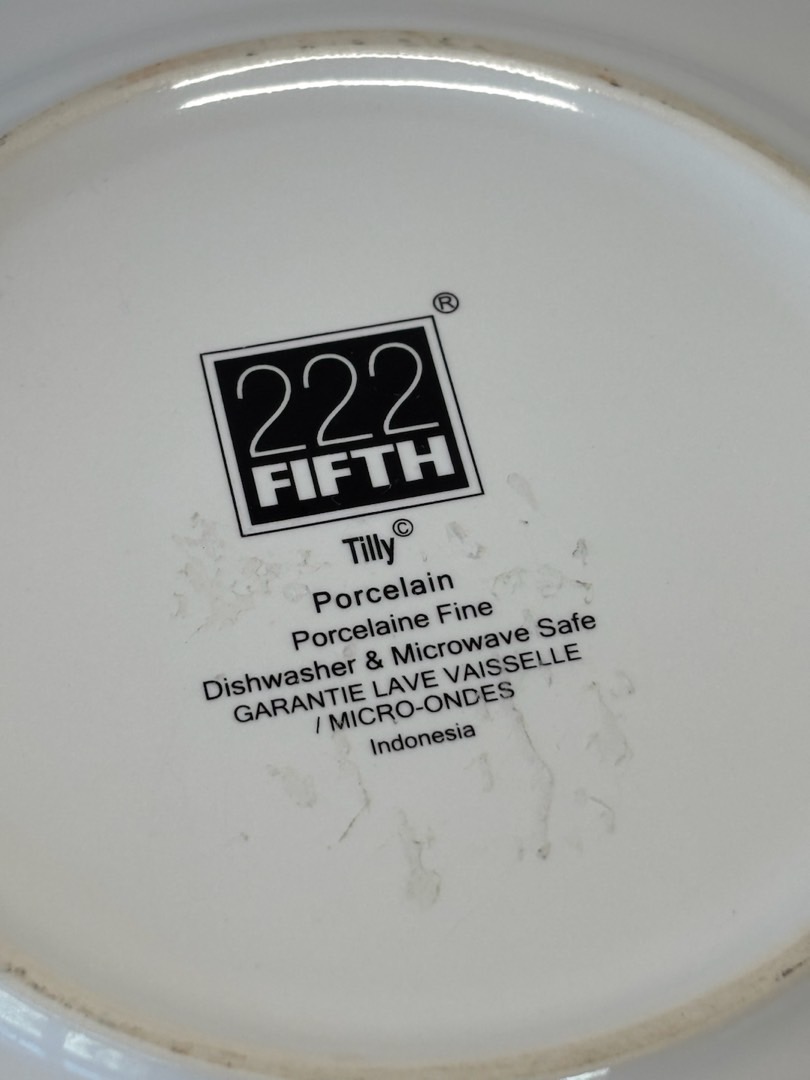 ®
222
FIFTH
Tilly©
Porcelain
Porcelaine Fine
Dishwasher & Microwave Safe
GARANTIE LAVE VAISSELLE
/ MICRO-ONDES
Indonesia